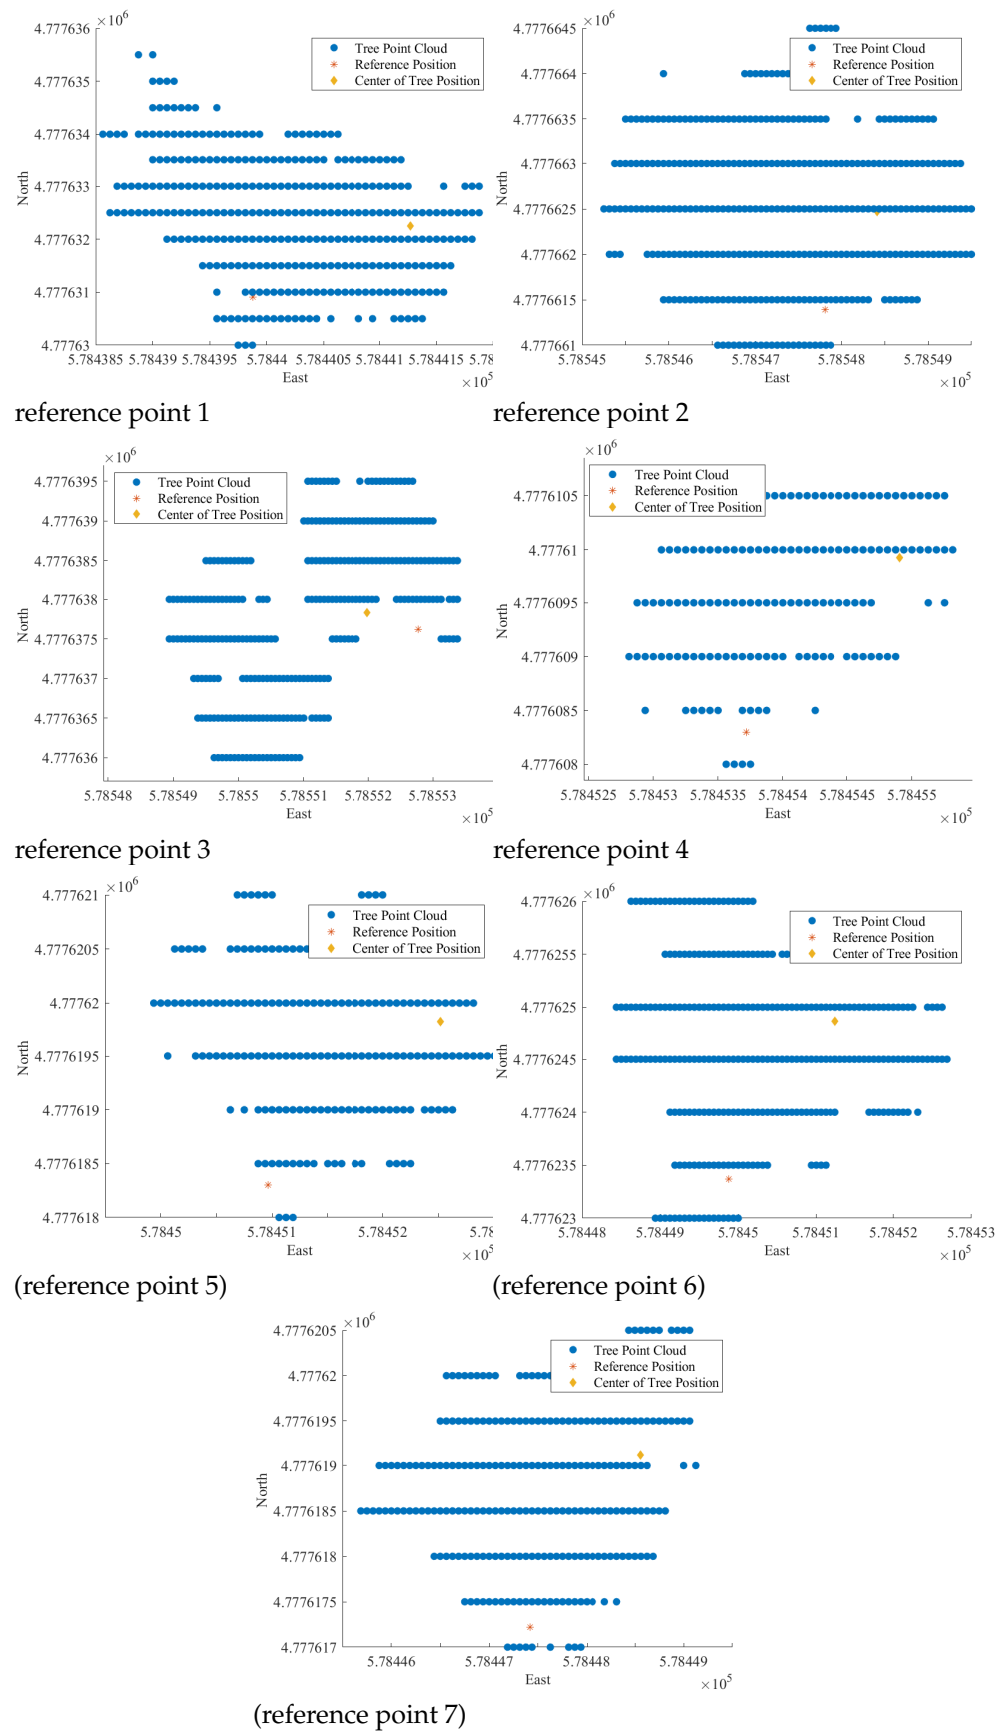 ×10⁶
4.777636
4.777635
4.7776345
4.777634
4.7776335
4.777633
4.7776325
4.777632
4.7776315
4.777631
4.77763
North
Tree Point Cloud
Reference Position
Center of Tree Position
5.784385 5.78439 5.784395 5.7844 5.784405 5.78441 5.784415 5.78
East
×10⁵
reference point 1
×10⁶
4.7776645
4.777664
4.7776635
4.777663
4.7776625
4.777662
4.7776615
4.777661
North
Tree Point Cloud
Reference Position
Center of Tree Position
5.78545 5.78546 5.78547 5.78548 5.78549
East
×10⁵
reference point 2
×10⁶
4.7776395
4.777639
4.7776385
4.777638
4.7776375
4.777637
4.7776365
4.777636
North
Tree Point Cloud
Reference Position
Center of Tree Position
5.78548 5.78549 5.7855 5.78551 5.78552 5.78553
East
×10⁵
reference point 3
×10⁶
4.7776105
4.77761
4.7776095
4.777609
4.7776085
4.777608
North
Tree Point Cloud
Reference Position
Center of Tree Position
5.784525 5.78453 5.784535 5.78454 5.784545 5.78455
East
×10⁵
reference point 4
×10⁶
4.777621
4.7776205
4.77762
4.7776195
4.777619
4.7776185
4.777618
North
Tree Point Cloud
Reference Position
Center of Tree Position
5.7845 5.78451 5.78452 5.78
East
×10⁵
(reference point 5)
×10⁶
4.777626
4.7776255
4.777625
4.7776245
4.777624
4.7776235
4.777623
North
Tree Point Cloud
Reference Position
Center of Tree Position
5.78448 5.78449 5.7845 5.78451 5.78452 5.78453
East
×10⁵
(reference point 6)
×10⁶
4.7776205
4.77762
4.7776195
4.777619
4.7776185
4.777618
4.7776175
4.777617
North
Tree Point Cloud
Reference Position
Center of Tree Position
5.78446 5.78447 5.78448 5.78449
East
×10⁵
(reference point 7)